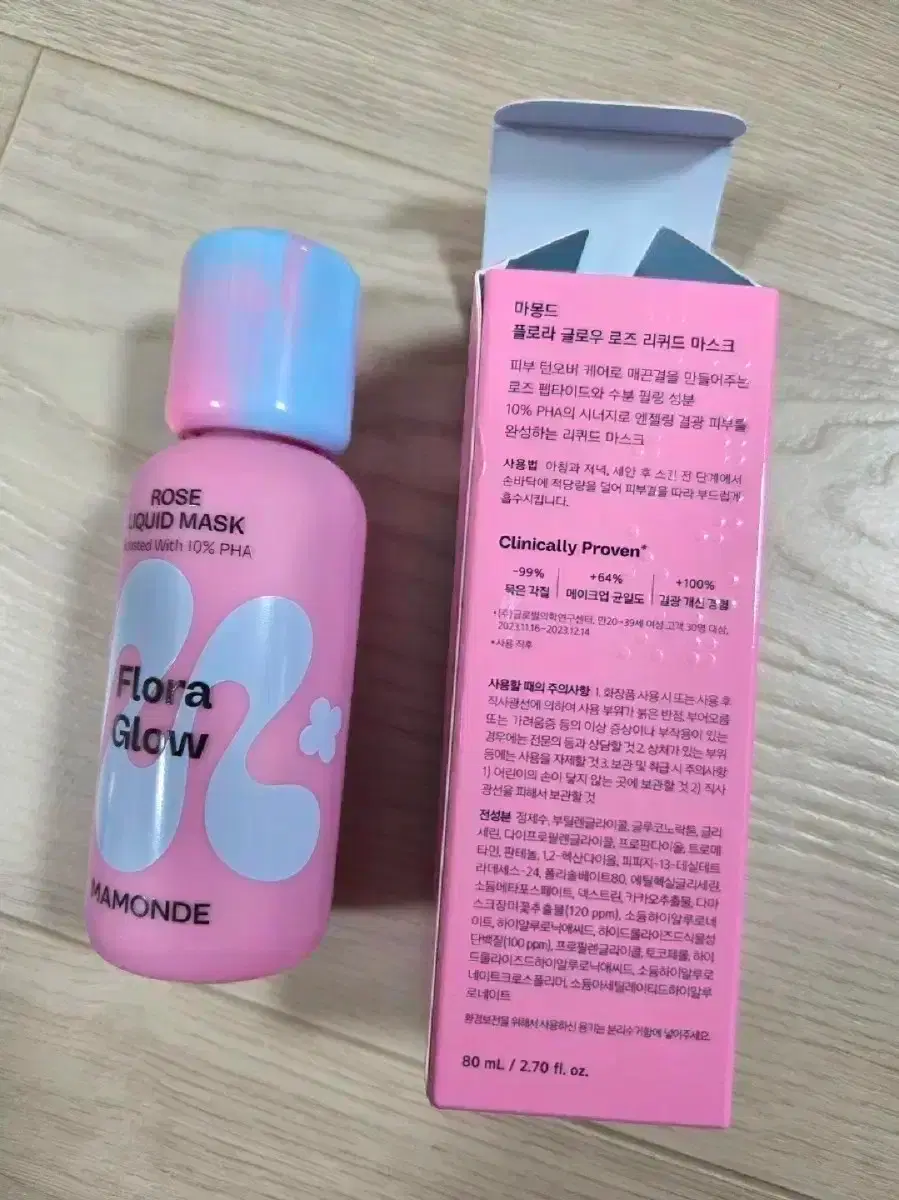 ROSE
LIQUID MASK
With 10% PHA
Flora
Glow
MAMONDE
마몽드
플로라 글로우 로즈 리퀴드 마스크
피부 턴오버 케어로 매끈결을 만들어주는
로즈 펩타이드와 수분 필링 성분
10% PHA의 시너지로 엔젤링 결광 피부를
완성하는 리퀴드 마스크
사용법 아침과 저녁, 세안 후 스킨 전 단계에서
손바닥에 적당량을 덜어 피부결을 따라 부드럽게
흡수시킵니다.
Clinically Proven*
-99% +64% +100%
묵은 각질 메이크업 균일도 결광 개선 경험
*(주)글로벌의학연구센터, 만20~39세 여성 고객 30명 대상,
2023.11.16~2023.12.14
*사용 직후
사용할 때의 주의사항 1. 화장품 사용 시 또는 사용 후
직사광선에 의하여 사용 부위가 붉은 반점, 부어오름
또는 가려움증 등의 이상 증상이나 부작용이 있는
경우에는 전문의 등과 상담할 것 2. 상처가 있는 부위
등에는 사용을 자제할 것 3. 보관 및 취급 시 주의사항
1) 어린이의 손이 닿지 않는 곳에 보관할 것 2) 직사
광선을 피해서 보관할 것
전성분 정제수, 부틸렌글라이콜, 글루코노락톤, 글리
세린, 다이프로필렌글라이콜, 프로판다이올, 트로메
타민, 판테놀, 1,2-헥산다이올, 피피지-13-데실테트
라데세스-24, 폴리솔베이트80, 에틸헥실글리세린,
소듐메타포스페이트, 덱스트린, 카카오추출물, 다마
스크장미꽃추출물(120 ppm), 소듐하이알루로네
이트, 하이알루로닉애씨드, 하이드롤라이즈드식물성
단백질(100 ppm), 프로필렌글라이콜, 토코페롤, 하이
드롤라이즈드하이알루로닉애씨드, 소듐하이알루로
네이트크로스폴리머, 소듐아세틸레이티드하이알루
로네이트
환경보전을 위해서 사용하신 용기는 분리수거함에 넣어주세요.
80 mL / 2.70 fl. oz.